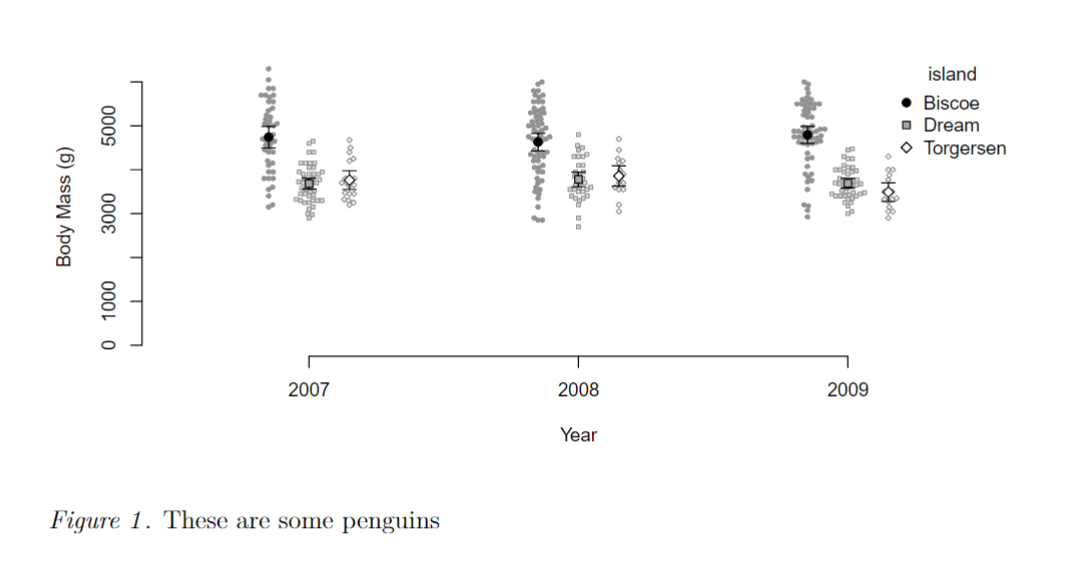 island
Biscoe
Dream
Torgersen
Body Mass (g)
5000
3000
1000
0
2007 2008 2009
Year
Figure 1. These are some penguins